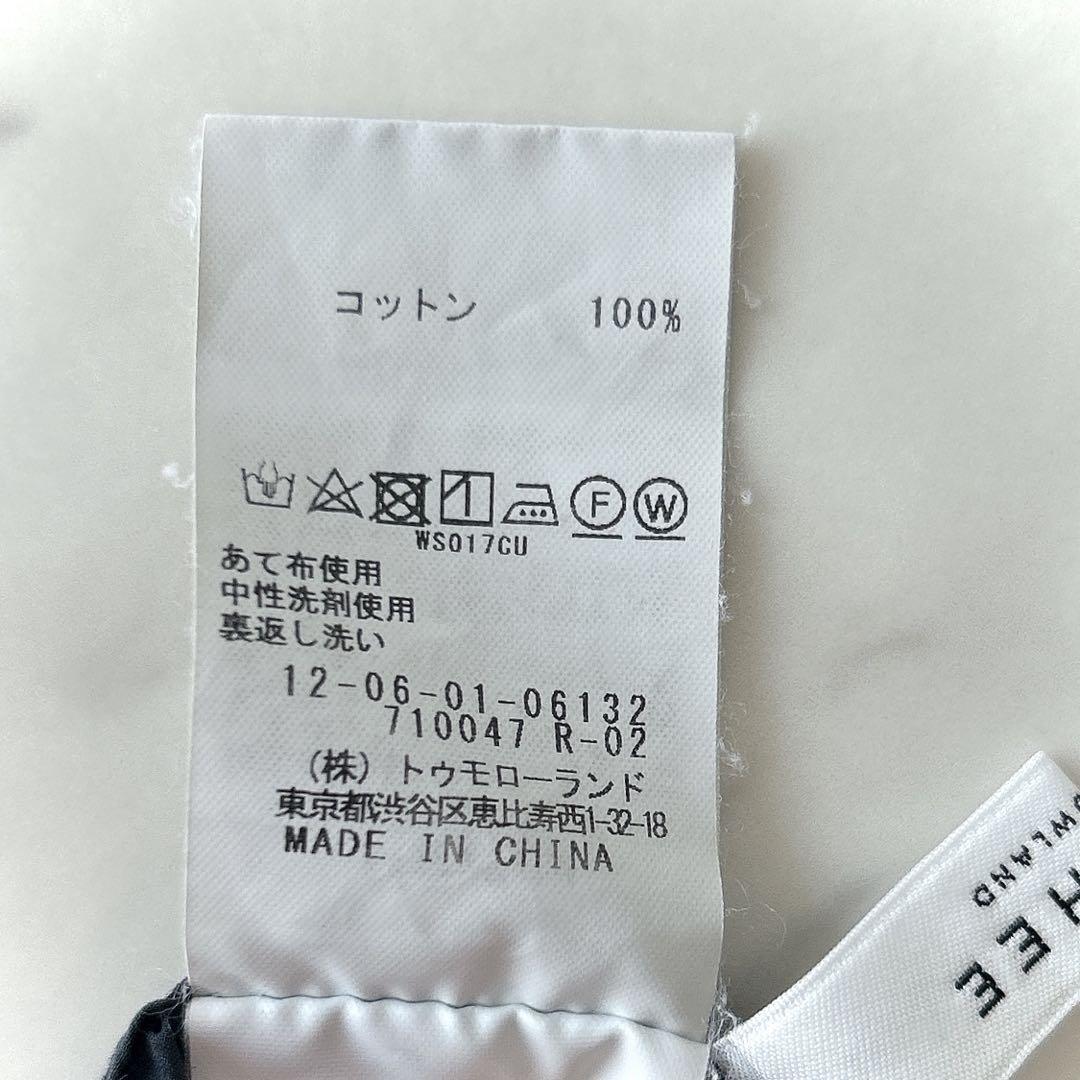 コットン 100%
F W
WS017CU
あて布使用
中性洗剤使用
裏返し洗い
12-06-01-06132
710047 R-02
(株)トゥモローランド
東京都渋谷区恵比寿西1-32-18
MADE IN CHINA